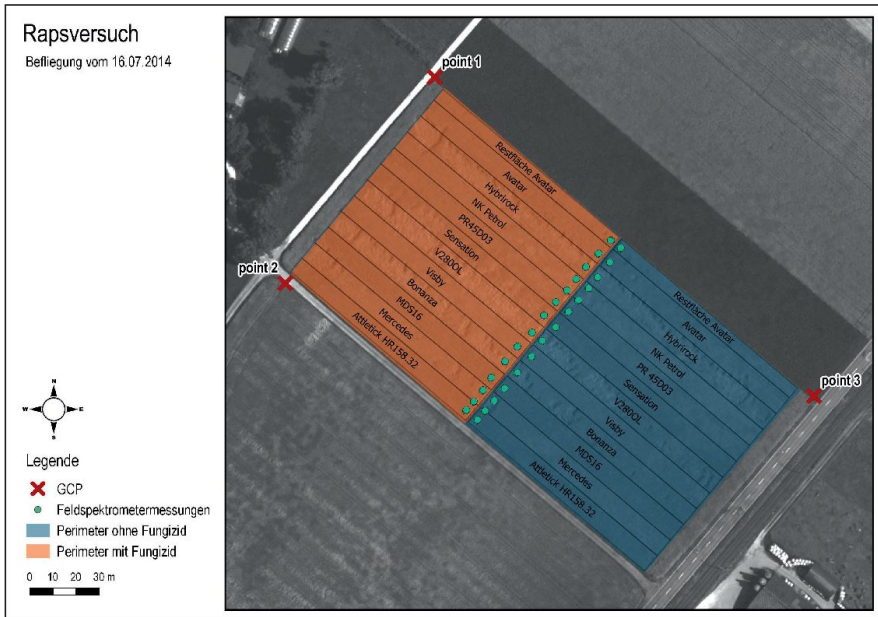 Rapsversuch
Befliegung vom 16.07.2014
point 1
Restfläche Avatar
Avatar
Hybrirock
NK Petrol
PR45D03
Sensation
V280OL
Visby
Bonanza
MDS16
Mercedes
Attletick HR158.32
point 2
Restfläche Avatar
Avatar
Hybrirock
NK Petrol
PR 45D03
Sensation
V280OL
Visby
Bonanza
MDS16
Mercedes
Attletick HR158.32
point 3
N
W E
S
Legende
GCP
Feldspektrometermessungen
Perimeter ohne Fungizid
Perimeter mit Fungizid
0 10 20 30 m